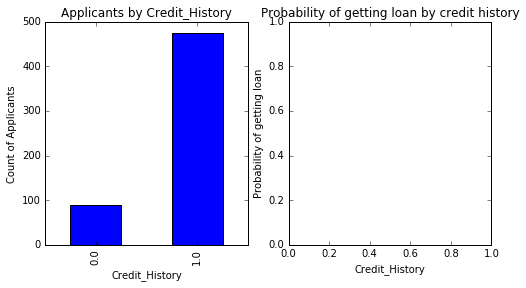 Applicants by Credit_History
500
400
300
200
100
0
Count of Applicants
0.0
1.0
Credit_History
Probability of getting loan by credit history
1.0
0.8
0.6
0.4
0.2
0.0
Probability of getting loan
0.0 0.2 0.4 0.6 0.8 1.0
Credit_History